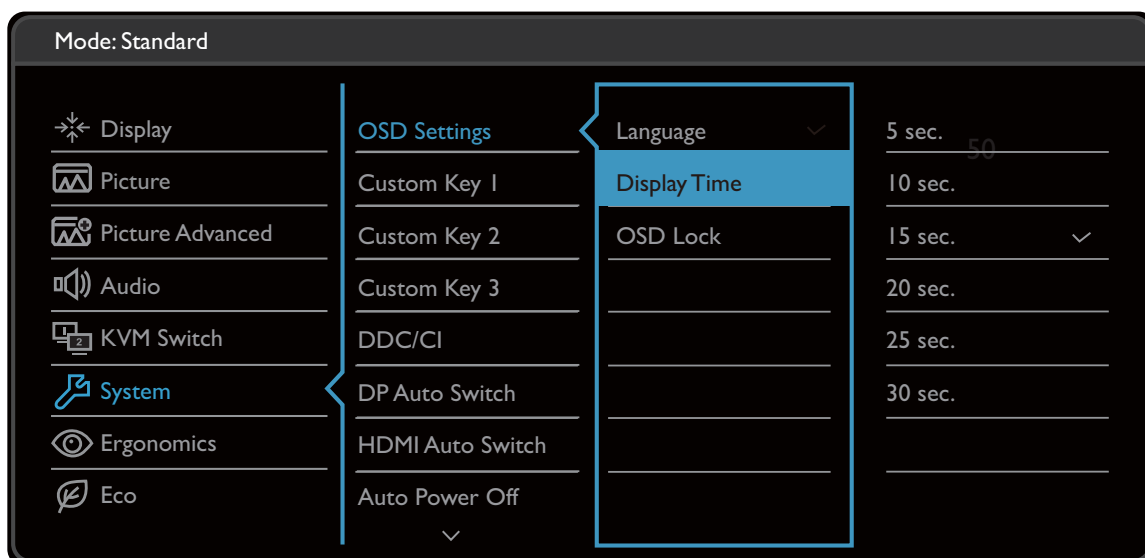 Mode: Standard
Display
Picture
Picture Advanced
Audio
KVM Switch
System
Ergonomics
Eco
OSD Settings
Custom Key 1
Custom Key 2
Custom Key 3
DDC/CI
DP Auto Switch
HDMI Auto Switch
Auto Power Off
Language
Display Time
OSD Lock
5 sec.
50
10 sec.
15 sec.
20 sec.
25 sec.
30 sec.
1
2